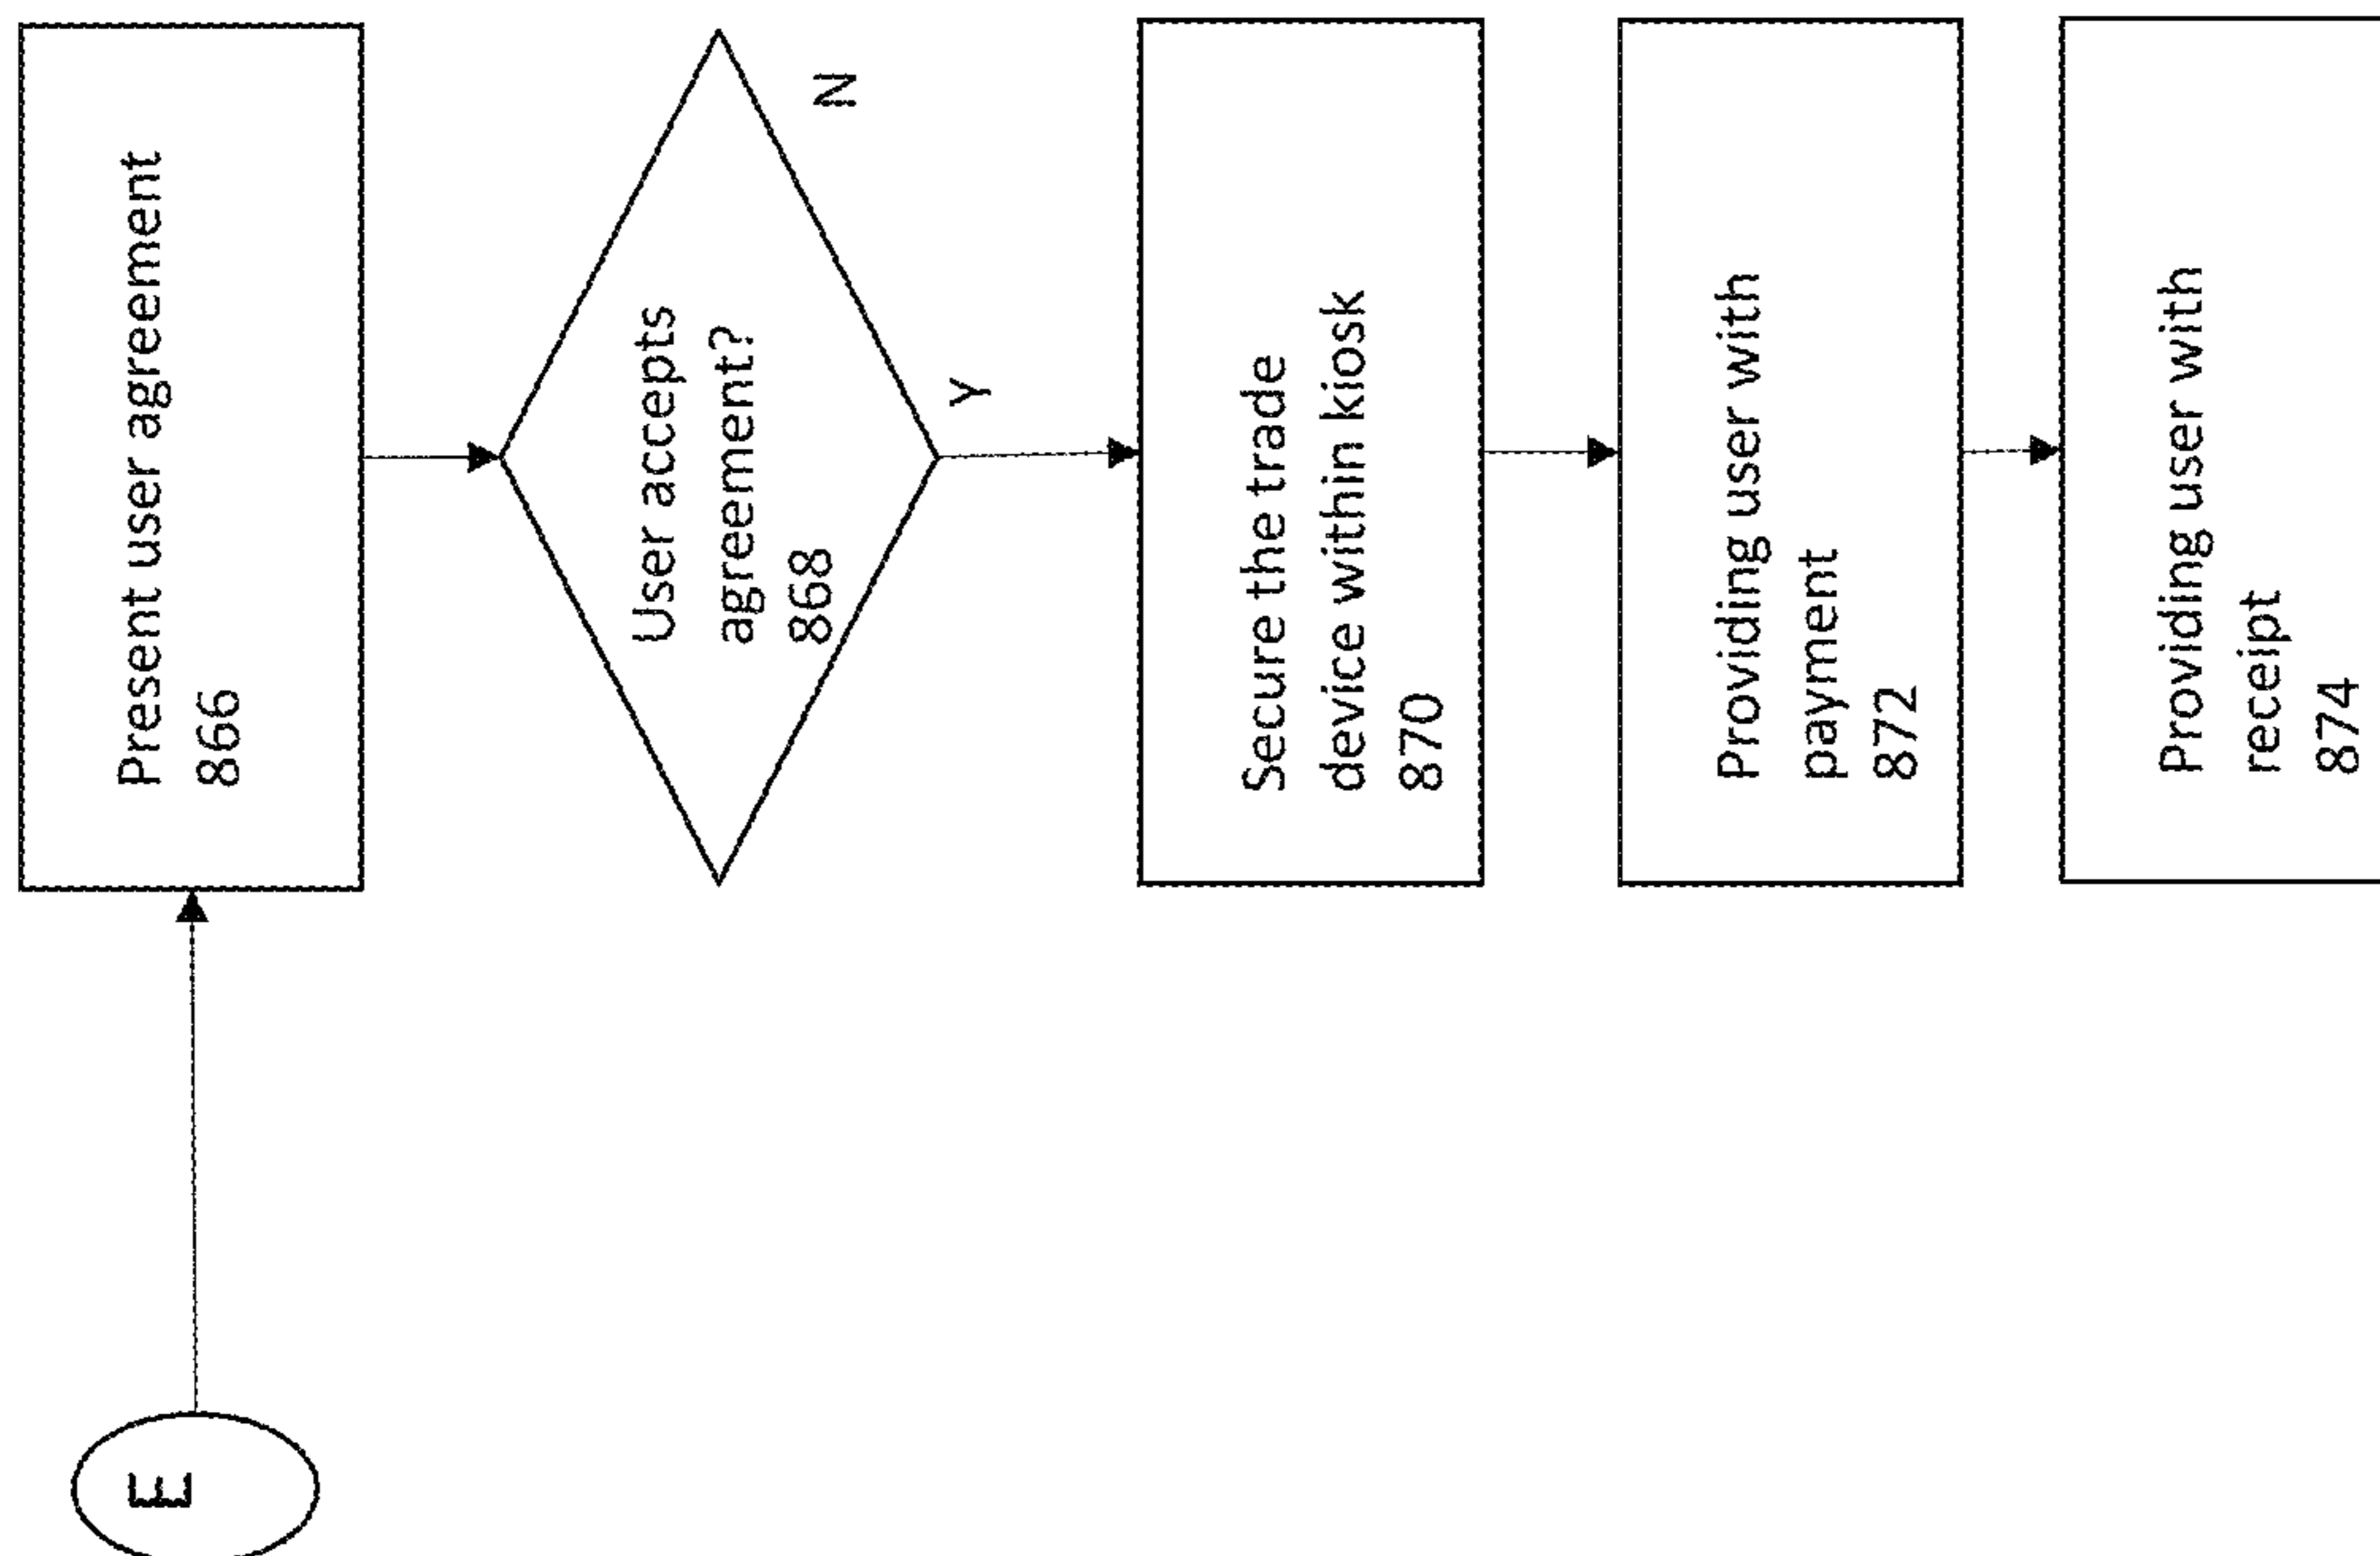 E
Present user agreement
866
User accepts
agreement?
868
N
Y
Secure the trade
device within kiosk
870
Providing user with
payment
872
Providing user with
receipt
874